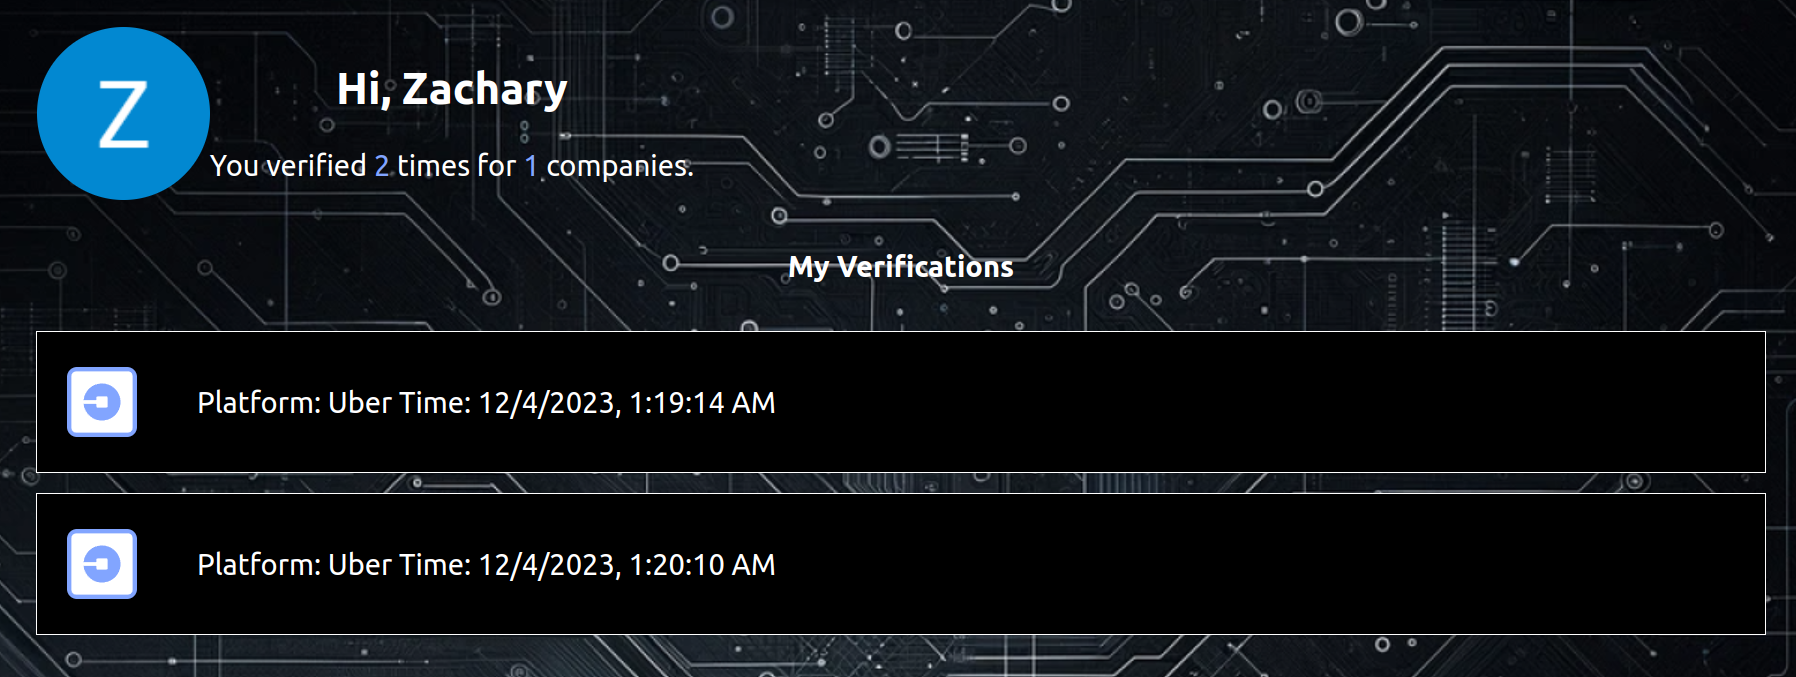 Z
Hi, Zachary
You verified 2 times for 1 companies.
My Verifications
Platform: Uber Time: 12/4/2023, 1:19:14 AM
Platform: Uber Time: 12/4/2023, 1:20:10 AM